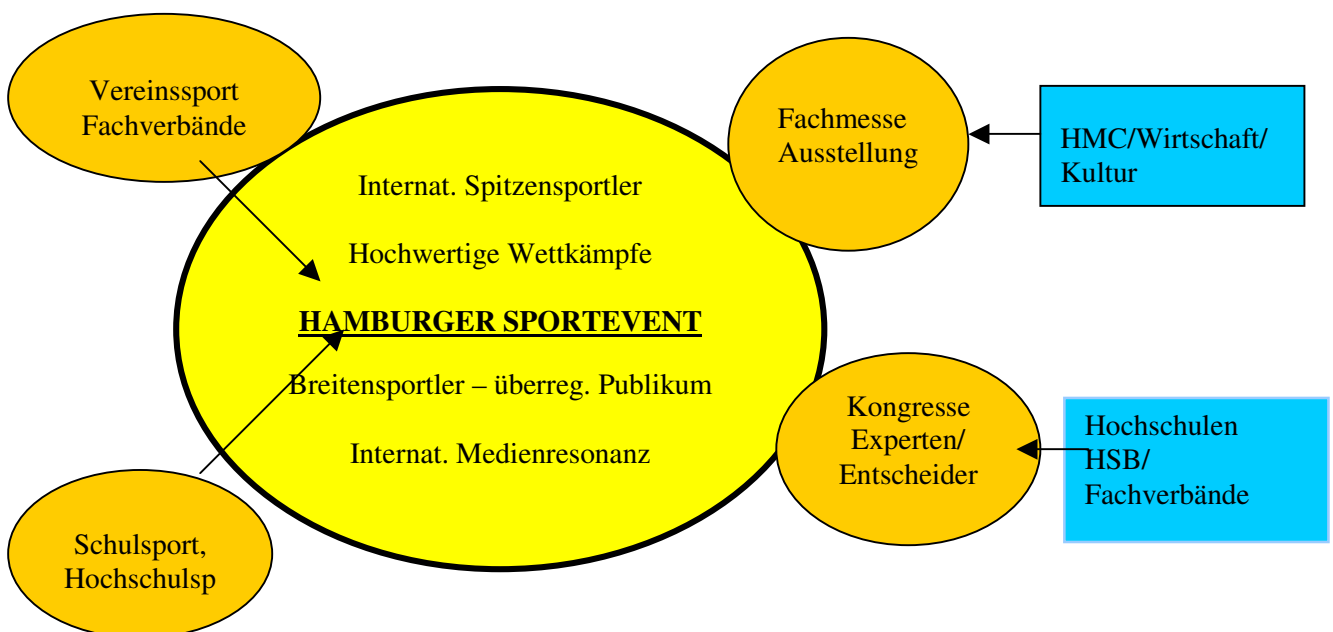 Vereinssport
Fachverbände
Fachmesse
Ausstellung
HMC/Wirtschaft/
Kultur
Internat. Spitzensportler
Hochwertige Wettkämpfe
HAMBURGER SPORTEVENT
Breitensportler – überreg. Publikum
Internat. Medienresonanz
Kongresse
Experten/
Entscheider
Hochschulen
HSB/
Fachverbände
Schulsport,
Hochschulsp